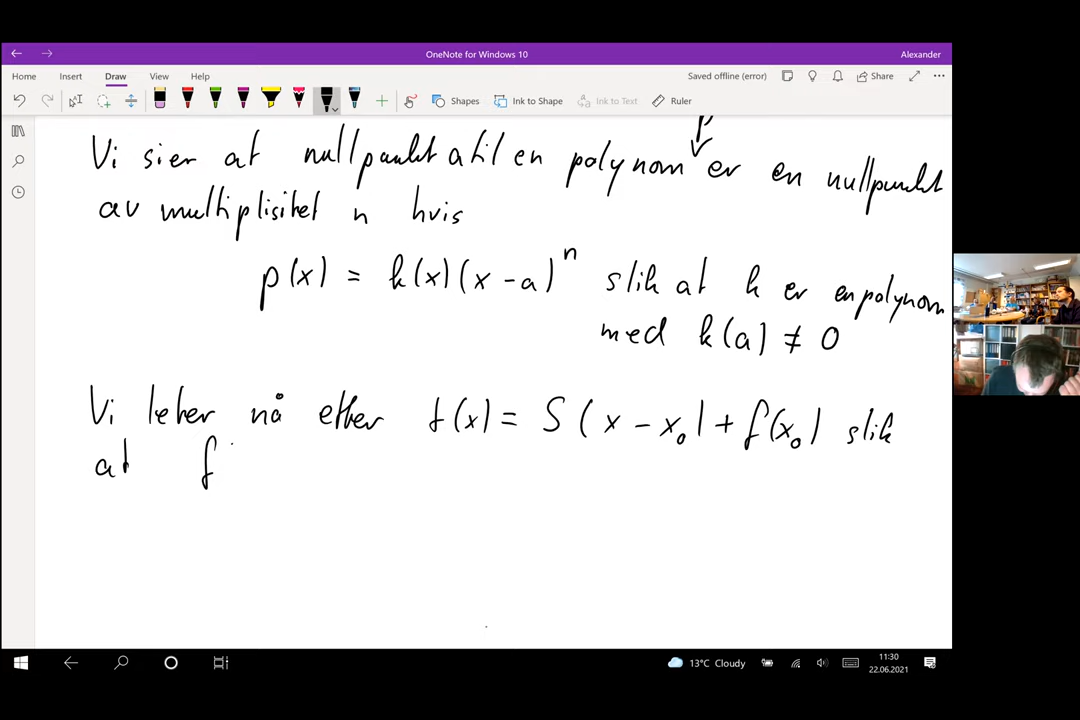 OneNote for Windows 10
Alexander
Home Insert Draw View Help
Saved offline (error) Share
Shapes Ink to Shape Ink to Text Ruler
p
Vi sier at nullpunkt a til en polynom er en nullpunkt
av multiplisitet n hvis
p(x) = k(x)(x-a)^n slik at k er en polynom
med k(a) ≠ 0
Vi leter nå etter t(x) = S(x - x₀) + f(x₀) slik
at f
13°C Cloudy
11:30
22.06.2021